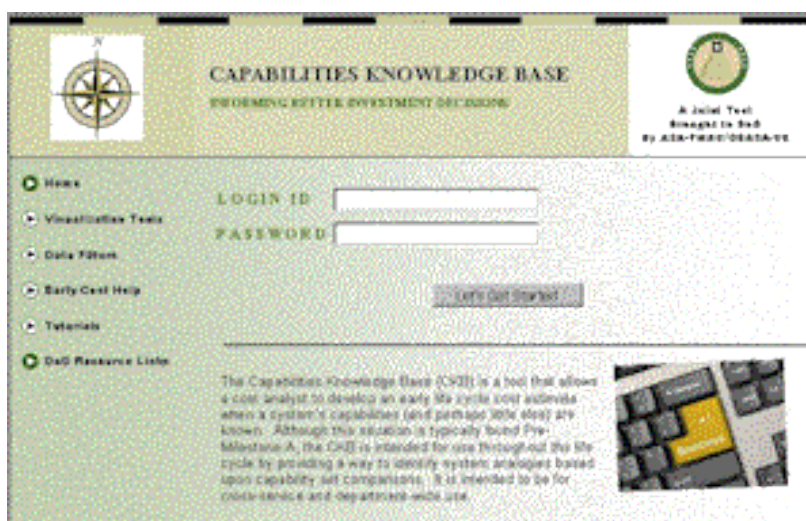 N
CAPABILITIES KNOWLEDGE BASE
INFORMING BETTER INVESTMENT DECISIONS
A Joint Tool
Brought to DoD
By
Home
Visualization Tools
Data Filters
Early Cost Help
Tutorials
DoD Resource Links
LOGIN ID
PASSWORD
Let's Get Started
The Capabilities Knowledge Base (CKB) is a tool that allows
a cost analyst to develop an early life cycle cost estimate
when a system's capabilities (and perhaps little else) are
known. Although this situation is typically found Pre-
Milestone A, the CKB is intended for use throughout the life
cycle by providing a way to identify system analogies based
upon capability set comparisons. It is intended to be for
cross-service and department-wide use.